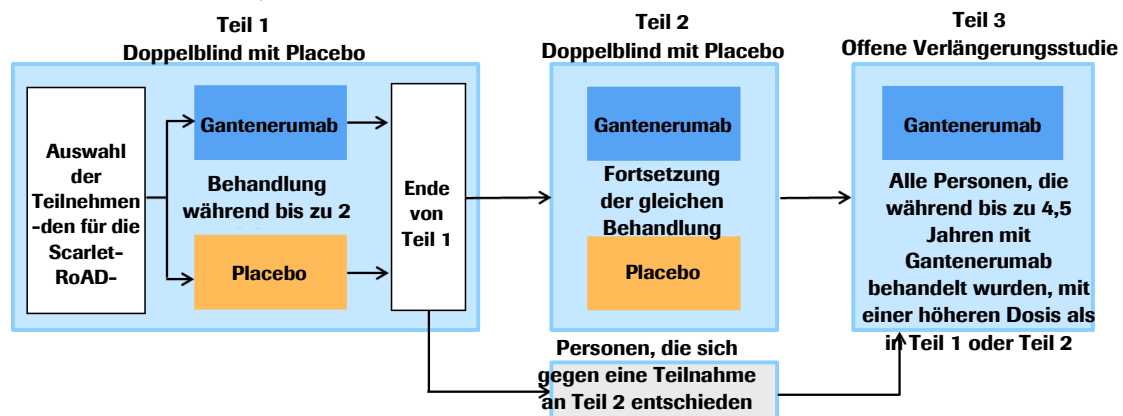 Teil 1
Doppelblind mit Placebo
Auswahl
der
Teilnehmen
-den für die
Scarlet-
RoAD-
Gantenerumab
Behandlung
während bis zu 2
Placebo
Ende
von
Teil 1
Teil 2
Doppelblind mit Placebo
Gantenerumab
Fortsetzung
der gleichen
Behandlung
Placebo
Personen, die sich
gegen eine Teilnahme
an Teil 2 entschieden
Teil 3
Offene Verlängerungsstudie
Gantenerumab
Alle Personen, die
während bis zu 4,5
Jahren mit
Gantenerumab
behandelt wurden, mit
einer höheren Dosis als
in Teil 1 oder Teil 2